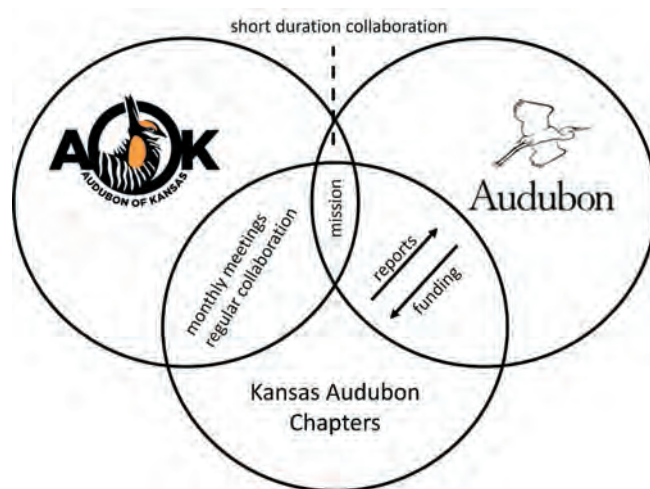 short duration collaboration
AOK
AUDUBON OF KANSAS
Audubon
mission
monthly meetings
regular collaboration
reports
funding
Kansas Audubon
Chapters